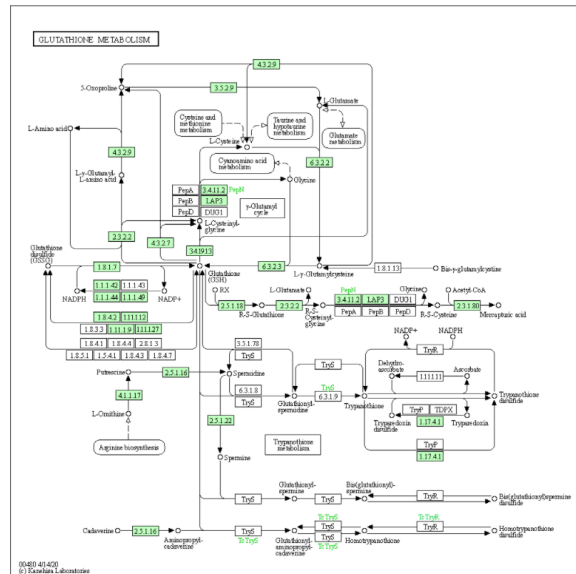 GLUTATHIONE METABOLISM
4.3.2.9
5-Oxoproline
3.5.2.9
L-Glutamate
Cysteine and
methionine
metabolism
Taurine and
hypotaurine
metabolism
L-Amino acid
L-Cysteine
Glutamate
metabolism
4.3.2.9
6.3.2.2
Cyanoamino acid
metabolism
L-γ-Glutamyl-
L-amino acid
Glycine
PepA
3.4.11.2
PepN
PepB
LAP3
PepD
DUG1
γ-Glutamyl
cycle
L-Cysteinyl-
glycine
2.3.2.2
4.3.2.7
3.4.19.13
Glutathione
disulfide
(GSSG)
1.8.1.7
Glutathione
(GSH)
6.3.2.3
L-γ-Glutamylcysteine
1.8.1.13
Bis-γ-glutamylcystine
NADPH
NADP+
1.1.1.42
1.1.1.43
1.1.1.44
1.1.1.49
RX
L-Glutamate
PepN
Glycine
Acetyl-CoA
2.5.1.18
2.3.2.2
3.4.11.2
LAP3
DUG1
2.3.1.80
R-S-Glutathione
R-S-
Cysteinyl-
glycine
PepA
PepB
PepD
R-S-Cysteine
Mercapturic acid
1.8.4.2
1.11.1.12
1.8.3.3
1.11.1.9
1.11.1.27
1.8.4.1
1.8.4.4
2.8.1.3
1.8.5.1
1.5.4.1
1.8.4.3
1.8.4.7
3.5.1.78
TryS
NADP+
NADPH
TryR
Putrescine
2.5.1.16
Spermidine
TryS
Dehydro-
ascorbate
Ascorbate
1.11.1.11
4.1.1.17
6.3.1.8
TryS
TryS
6.3.1.9
Glutathionyl-
spermidine
Trypanothione
Trypanothione
disulfide
L-Ornithine
2.5.1.22
TryP
TDPX
1.17.4.1
Tryparedoxin
disulfide
Tryparedoxin
Arginine biosynthesis
Trypanothione
metabolism
TryP
1.17.4.1
Spermine
Glutathionyl-
spermine
Bis(glutathionyl)-
spermine
TryS
TryS
TryR
Bis(glutathionyl)spermine
disulfide
TcTryS
TcTryR
Cadaverine
2.5.1.16
TryS
TryS
TryR
Aminopropyl-
cadaverine
TcTryS
Glutathionyl-
aminopropyl-
cadaverine
TryS
TcTryS
Homotrypanothione
Homotrypanothione
disulfide
00480 4/14/20
(c) Kanehisa Laboratories